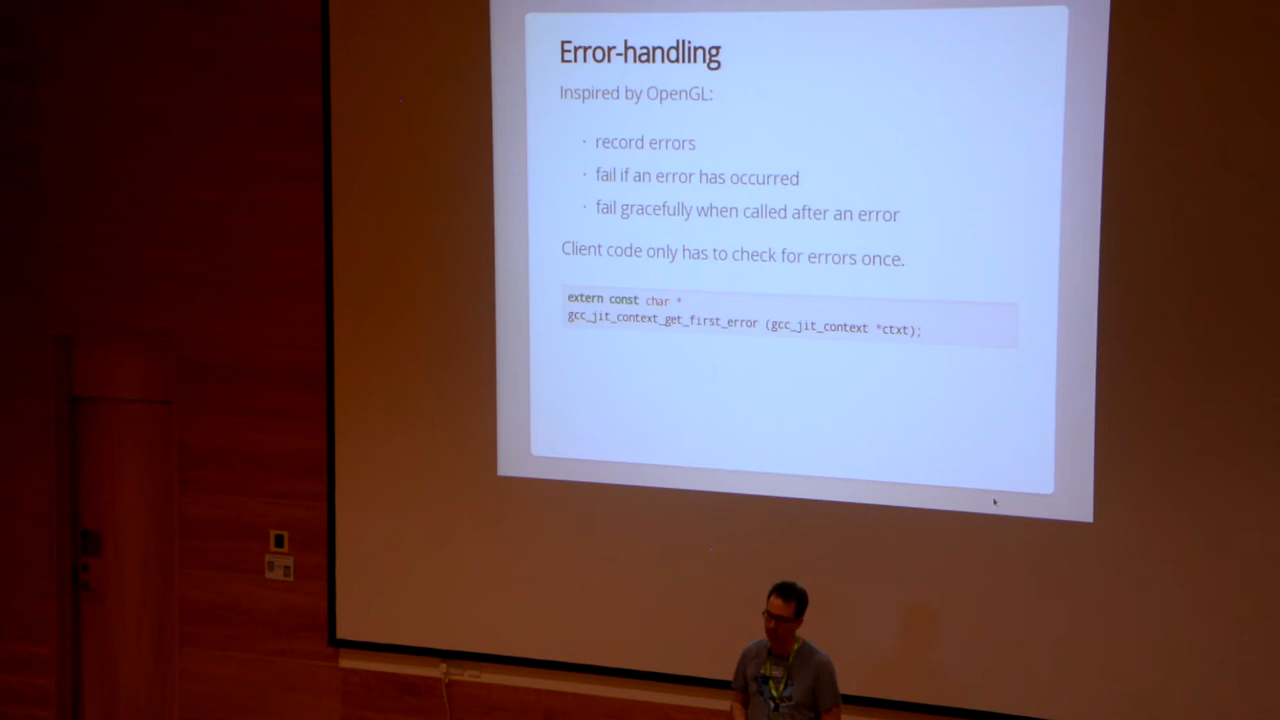 Error-handling
Inspired by OpenGL:
· record errors
· fail if an error has occurred
· fail gracefully when called after an error
Client code only has to check for errors once.
extern const char *
gcc_jit_context_get_first_error (gcc_jit_context *ctxt);